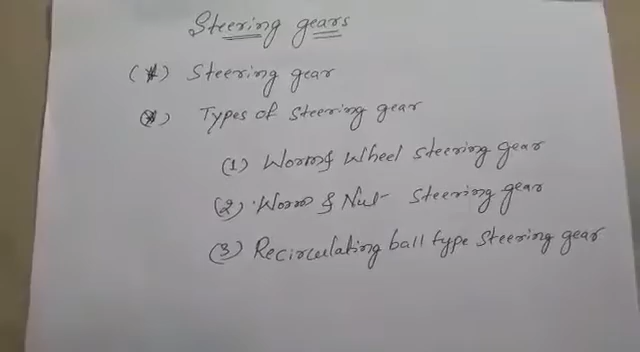 Steering gears
(*) Steering gear
(*) Types of steering gear
(1) Worm & Wheel steering gear
(2) Worm & Nut steering gear
(3) Recirculating ball type steering gear